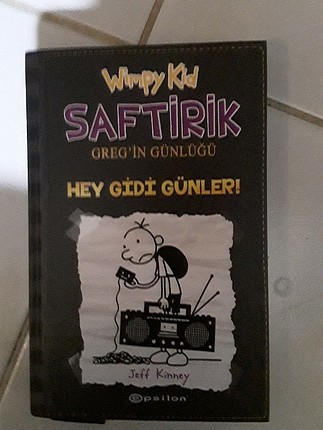 Wimpy Kid
SAFTİRİK
GREG'İN GÜNLÜĞÜ
HEY GİDİ GÜNLER!
Jeff Kinney
epsilon